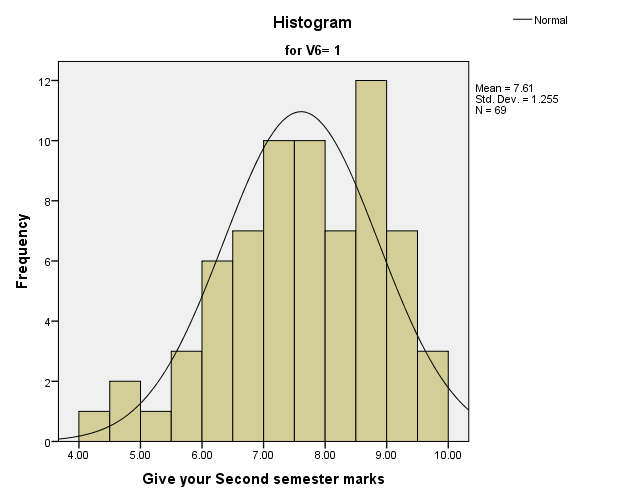 Histogram
Normal
for V6= 1
Mean = 7.61
Std. Dev. = 1.255
N = 69
Frequency
12
10
8
6
4
2
0
4.00 5.00 6.00 7.00 8.00 9.00 10.00
Give your Second semester marks